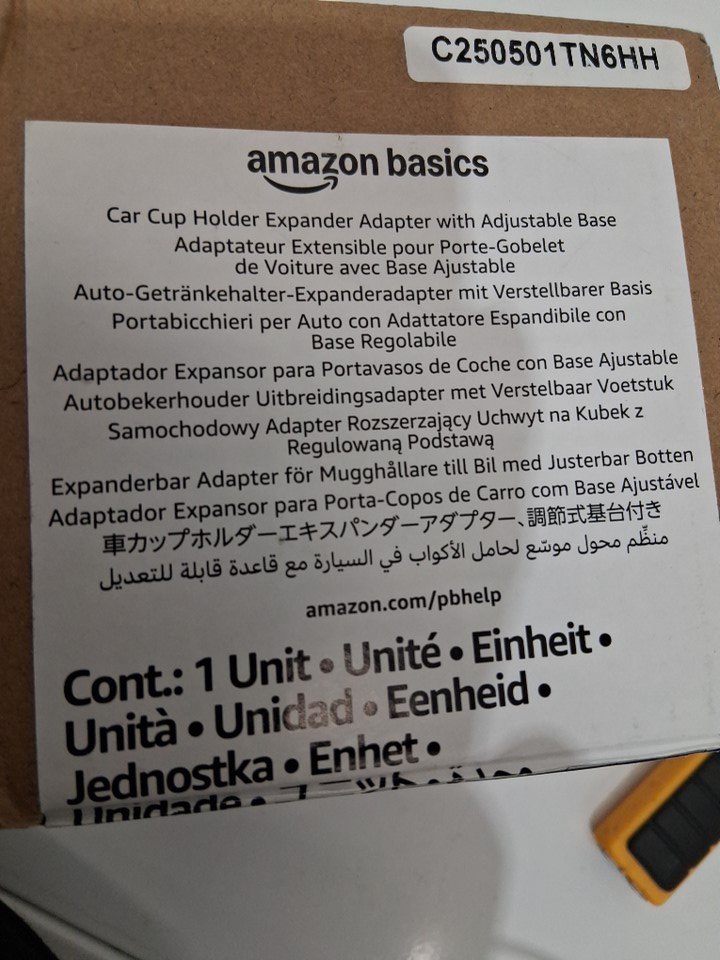 C250501TN6HH
amazon basics
Car Cup Holder Expander Adapter with Adjustable Base
Adaptateur Extensible pour Porte-Gobelet
de Voiture avec Base Ajustable
Auto-Getränkehalter-Expanderadapter mit Verstellbarer Basis
Portabicchieri per Auto con Adattatore Espandibile con
Base Regolabile
Adaptador Expansor para Portavasos de Coche con Base Ajustable
Autobekerhouder Uitbreidingsadapter met Verstelbaar Voetstuk
Samochodowy Adapter Rozszerzający Uchwyt na Kubek z
Regulowaną Podstawą
Expanderbar Adapter för Mugghållare till Bil med Justerbar Botten
Adaptador Expansor para Porta-Copos de Carro com Base Ajustável
車カップホルダーエキスパンダーアダプター、調節式基台付き
منظِّم محول موسّع لحامل الأكواب في السيارة مع قاعدة قابلة للتعديل
amazon.com/pbhelp
Cont.: 1 Unit • Unité • Einheit •
Unità • Unidad • Eenheid •
Jednostka • Enhet •
Unidade •